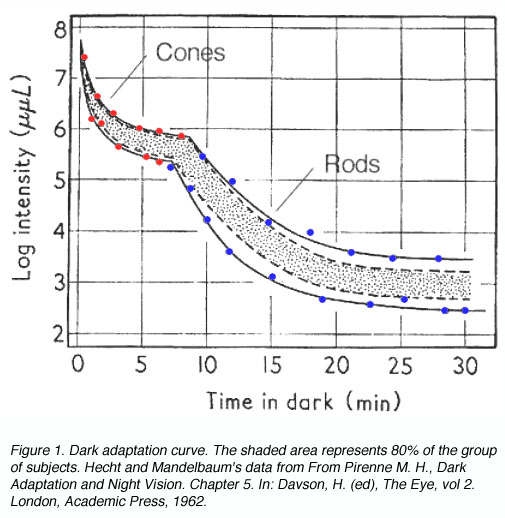 8
7
6
5
4
3
2
Log intensity (μμL)
Cones
Rods
0 5 10 15 20 25 30
Time in dark (min)
Figure 1. Dark adaptation curve. The shaded area represents 80% of the group
of subjects. Hecht and Mandelbaum's data from From Pirenne M. H., Dark
Adaptation and Night Vision. Chapter 5. In: Davson, H. (ed), The Eye, vol 2.
London, Academic Press, 1962.